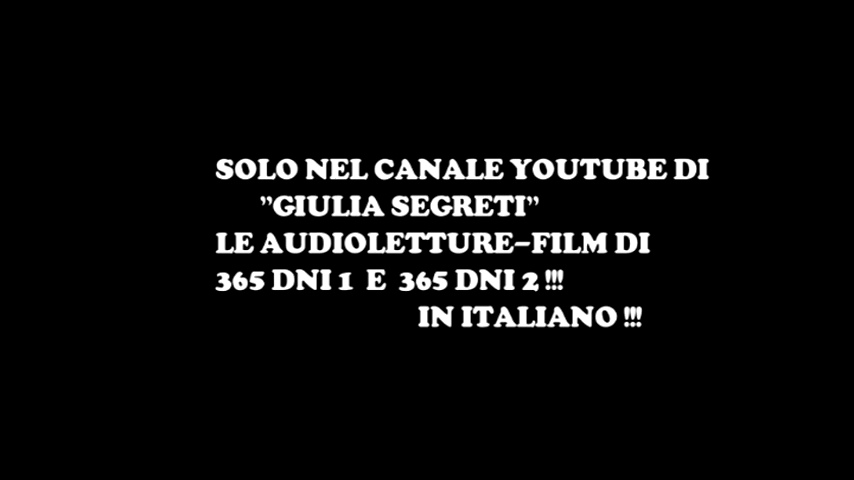 SOLO NEL CANALE YOUTUBE DI
”GIULIA SEGRETI”
LE AUDIOLETTURE–FILM DI
365 DNI 1 E 365 DNI 2 !!!
IN ITALIANO !!!